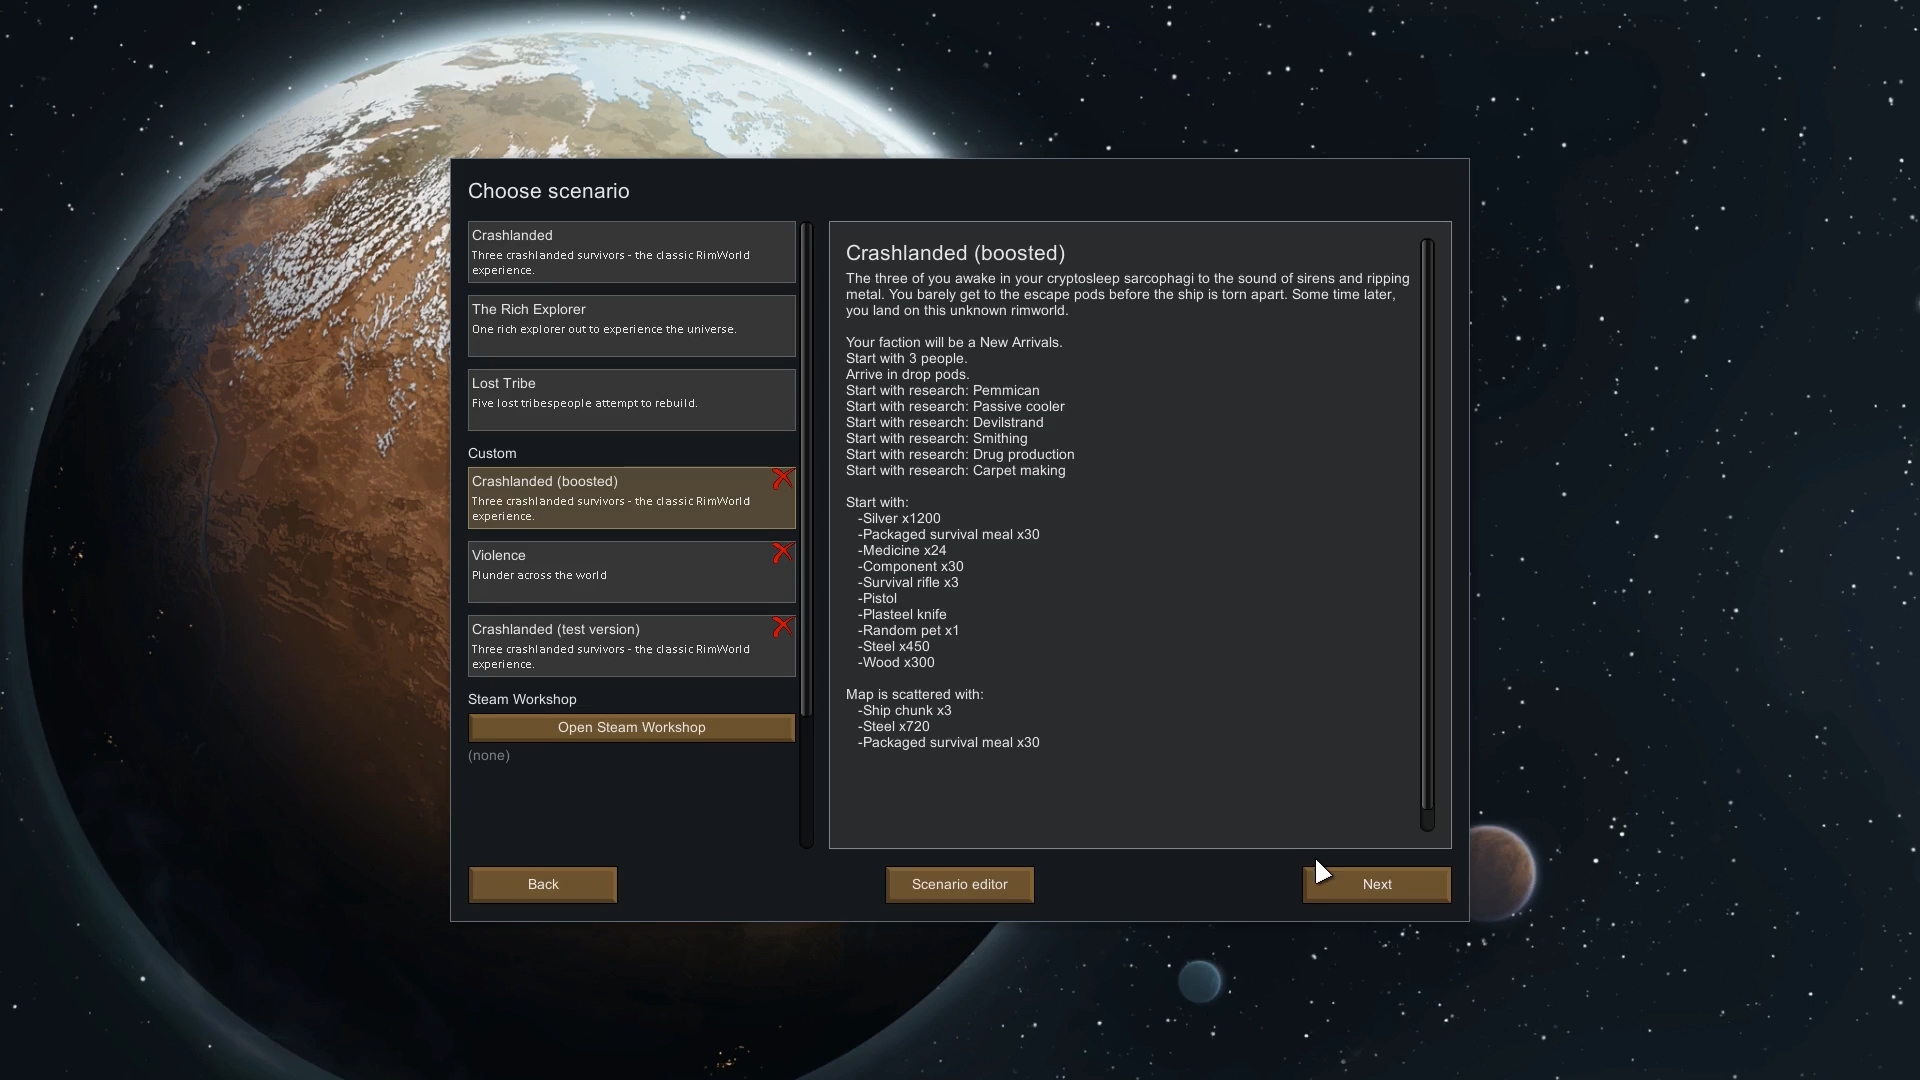 Choose scenario
Crashlanded
Three crashlanded survivors - the classic RimWorld
experience.
The Rich Explorer
One rich explorer out to experience the universe.
Lost Tribe
Five lost tribespeople attempt to rebuild.
Custom
Crashlanded (boosted)
Three crashlanded survivors - the classic RimWorld
experience.
Violence
Plunder across the world
Crashlanded (test version)
Three crashlanded survivors - the classic RimWorld
experience.
Steam Workshop
Open Steam Workshop
(none)
Crashlanded (boosted)
The three of you awake in your cryptosleep sarcophagi to the sound of sirens and ripping
metal. You barely get to the escape pods before the ship is torn apart. Some time later,
you land on this unknown rimworld.
Your faction will be a New Arrivals.
Start with 3 people.
Arrive in drop pods.
Start with research: Pemmican
Start with research: Passive cooler
Start with research: Devilstrand
Start with research: Smithing
Start with research: Drug production
Start with research: Carpet making
Start with:
-Silver x1200
-Packaged survival meal x30
-Medicine x24
-Component x30
-Survival rifle x3
-Pistol
-Plasteel knife
-Random pet x1
-Steel x450
-Wood x300
Map is scattered with:
-Ship chunk x3
-Steel x720
-Packaged survival meal x30
Back
Scenario editor
Next